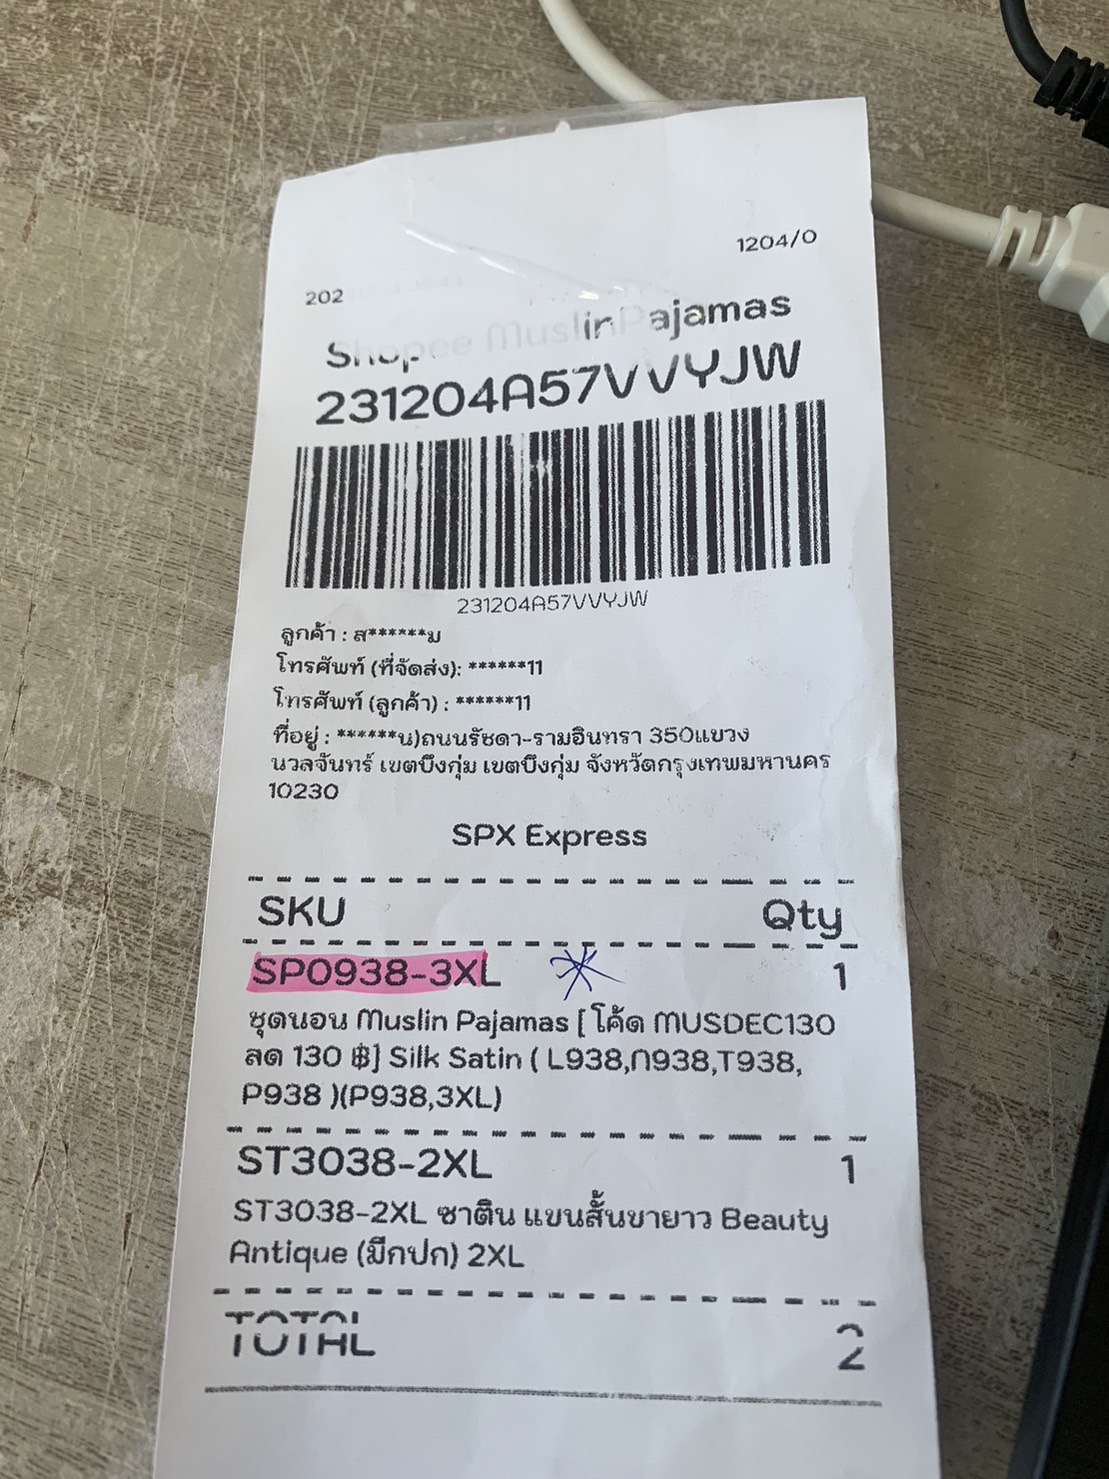 1204/0
202
Shopee MuslinPajamas
231204A57VVYJW
231204A57VVYJW
ลูกค้า : ส******ม
โทรศัพท์ (ที่จัดส่ง): ******11
โทรศัพท์ (ลูกค้า) : ******11
ที่อยู่ : ******น)ถนนรัชดา-รามอินทรา 350แขวง
นวลจันทร์ เขตบึงกุ่ม เขตบึงกุ่ม จังหวัดกรุงเทพมหานคร
10230
SPX Express
SKU Qty
SP0938-3XL 1
ชุดนอน Muslin Pajamas [ โค้ด MUSDEC130
ลด 130 ฿] Silk Satin ( L938,ก938,T938,
P938 )(P938,3XL)
ST3038-2XL 1
ST3038-2XL ซาติน แขนสั้นขายาว Beauty
Antique (มีกปก) 2XL
TOTAL 2